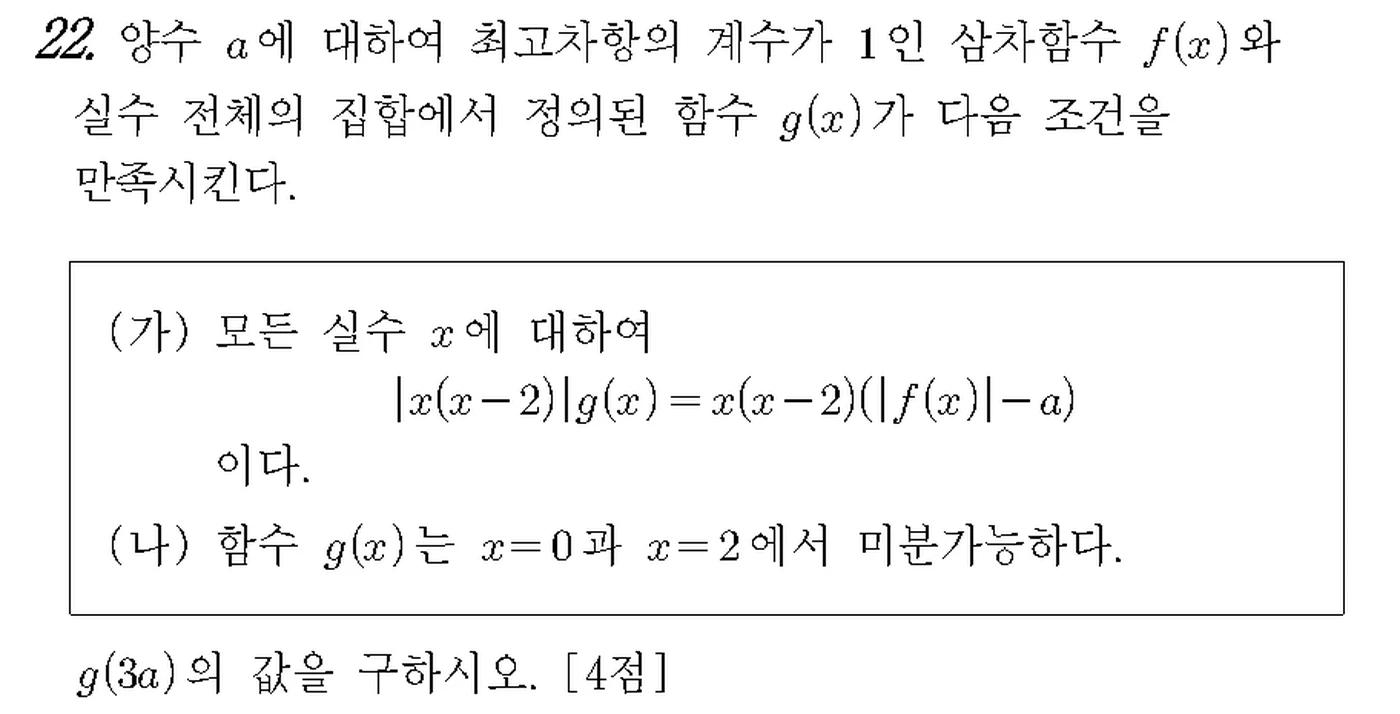 22. 양수 a에 대하여 최고차항의 계수가 1인 삼차함수 f(x)와
실수 전체의 집합에서 정의된 함수 g(x)가 다음 조건을
만족시킨다.
(가) 모든 실수 x에 대하여
|x(x-2)|g(x)=x(x-2)(|f(x)|-a)
이다.
(나) 함수 g(x)는 x=0과 x=2에서 미분가능하다.
g(3a)의 값을 구하시오. [4점]